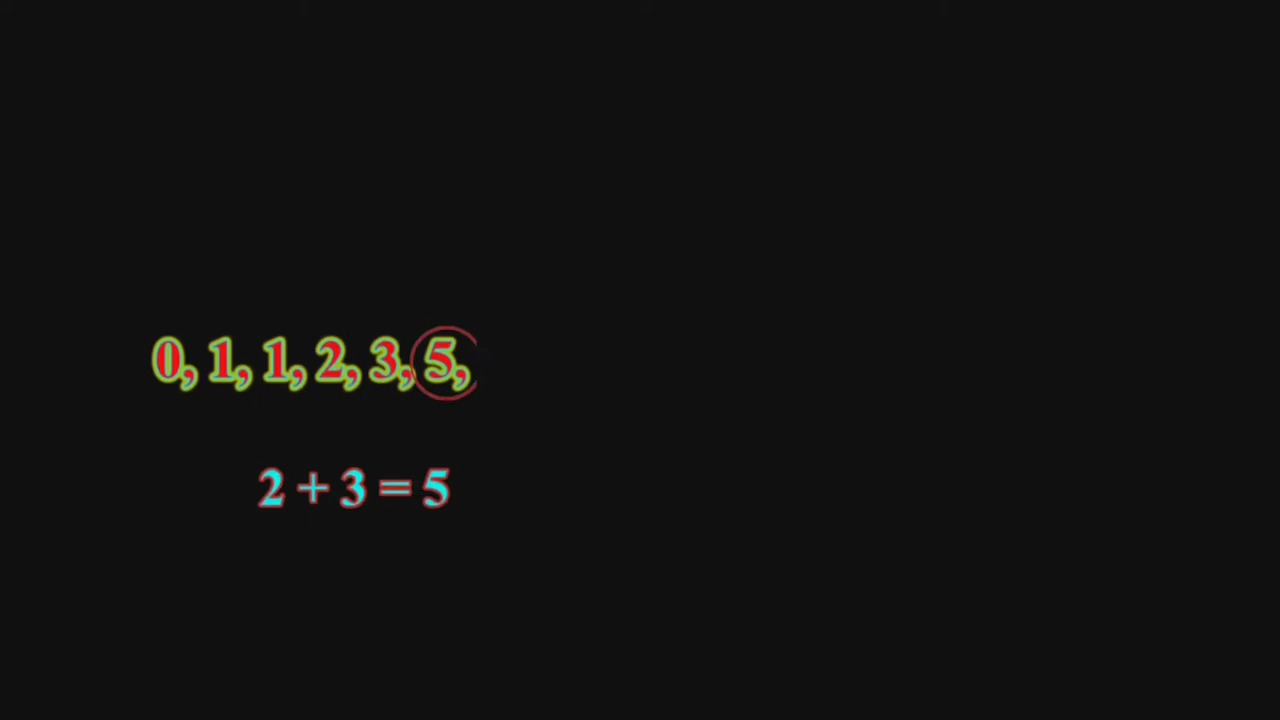 0, 1, 1, 2, 3, 5,
2 + 3 = 5